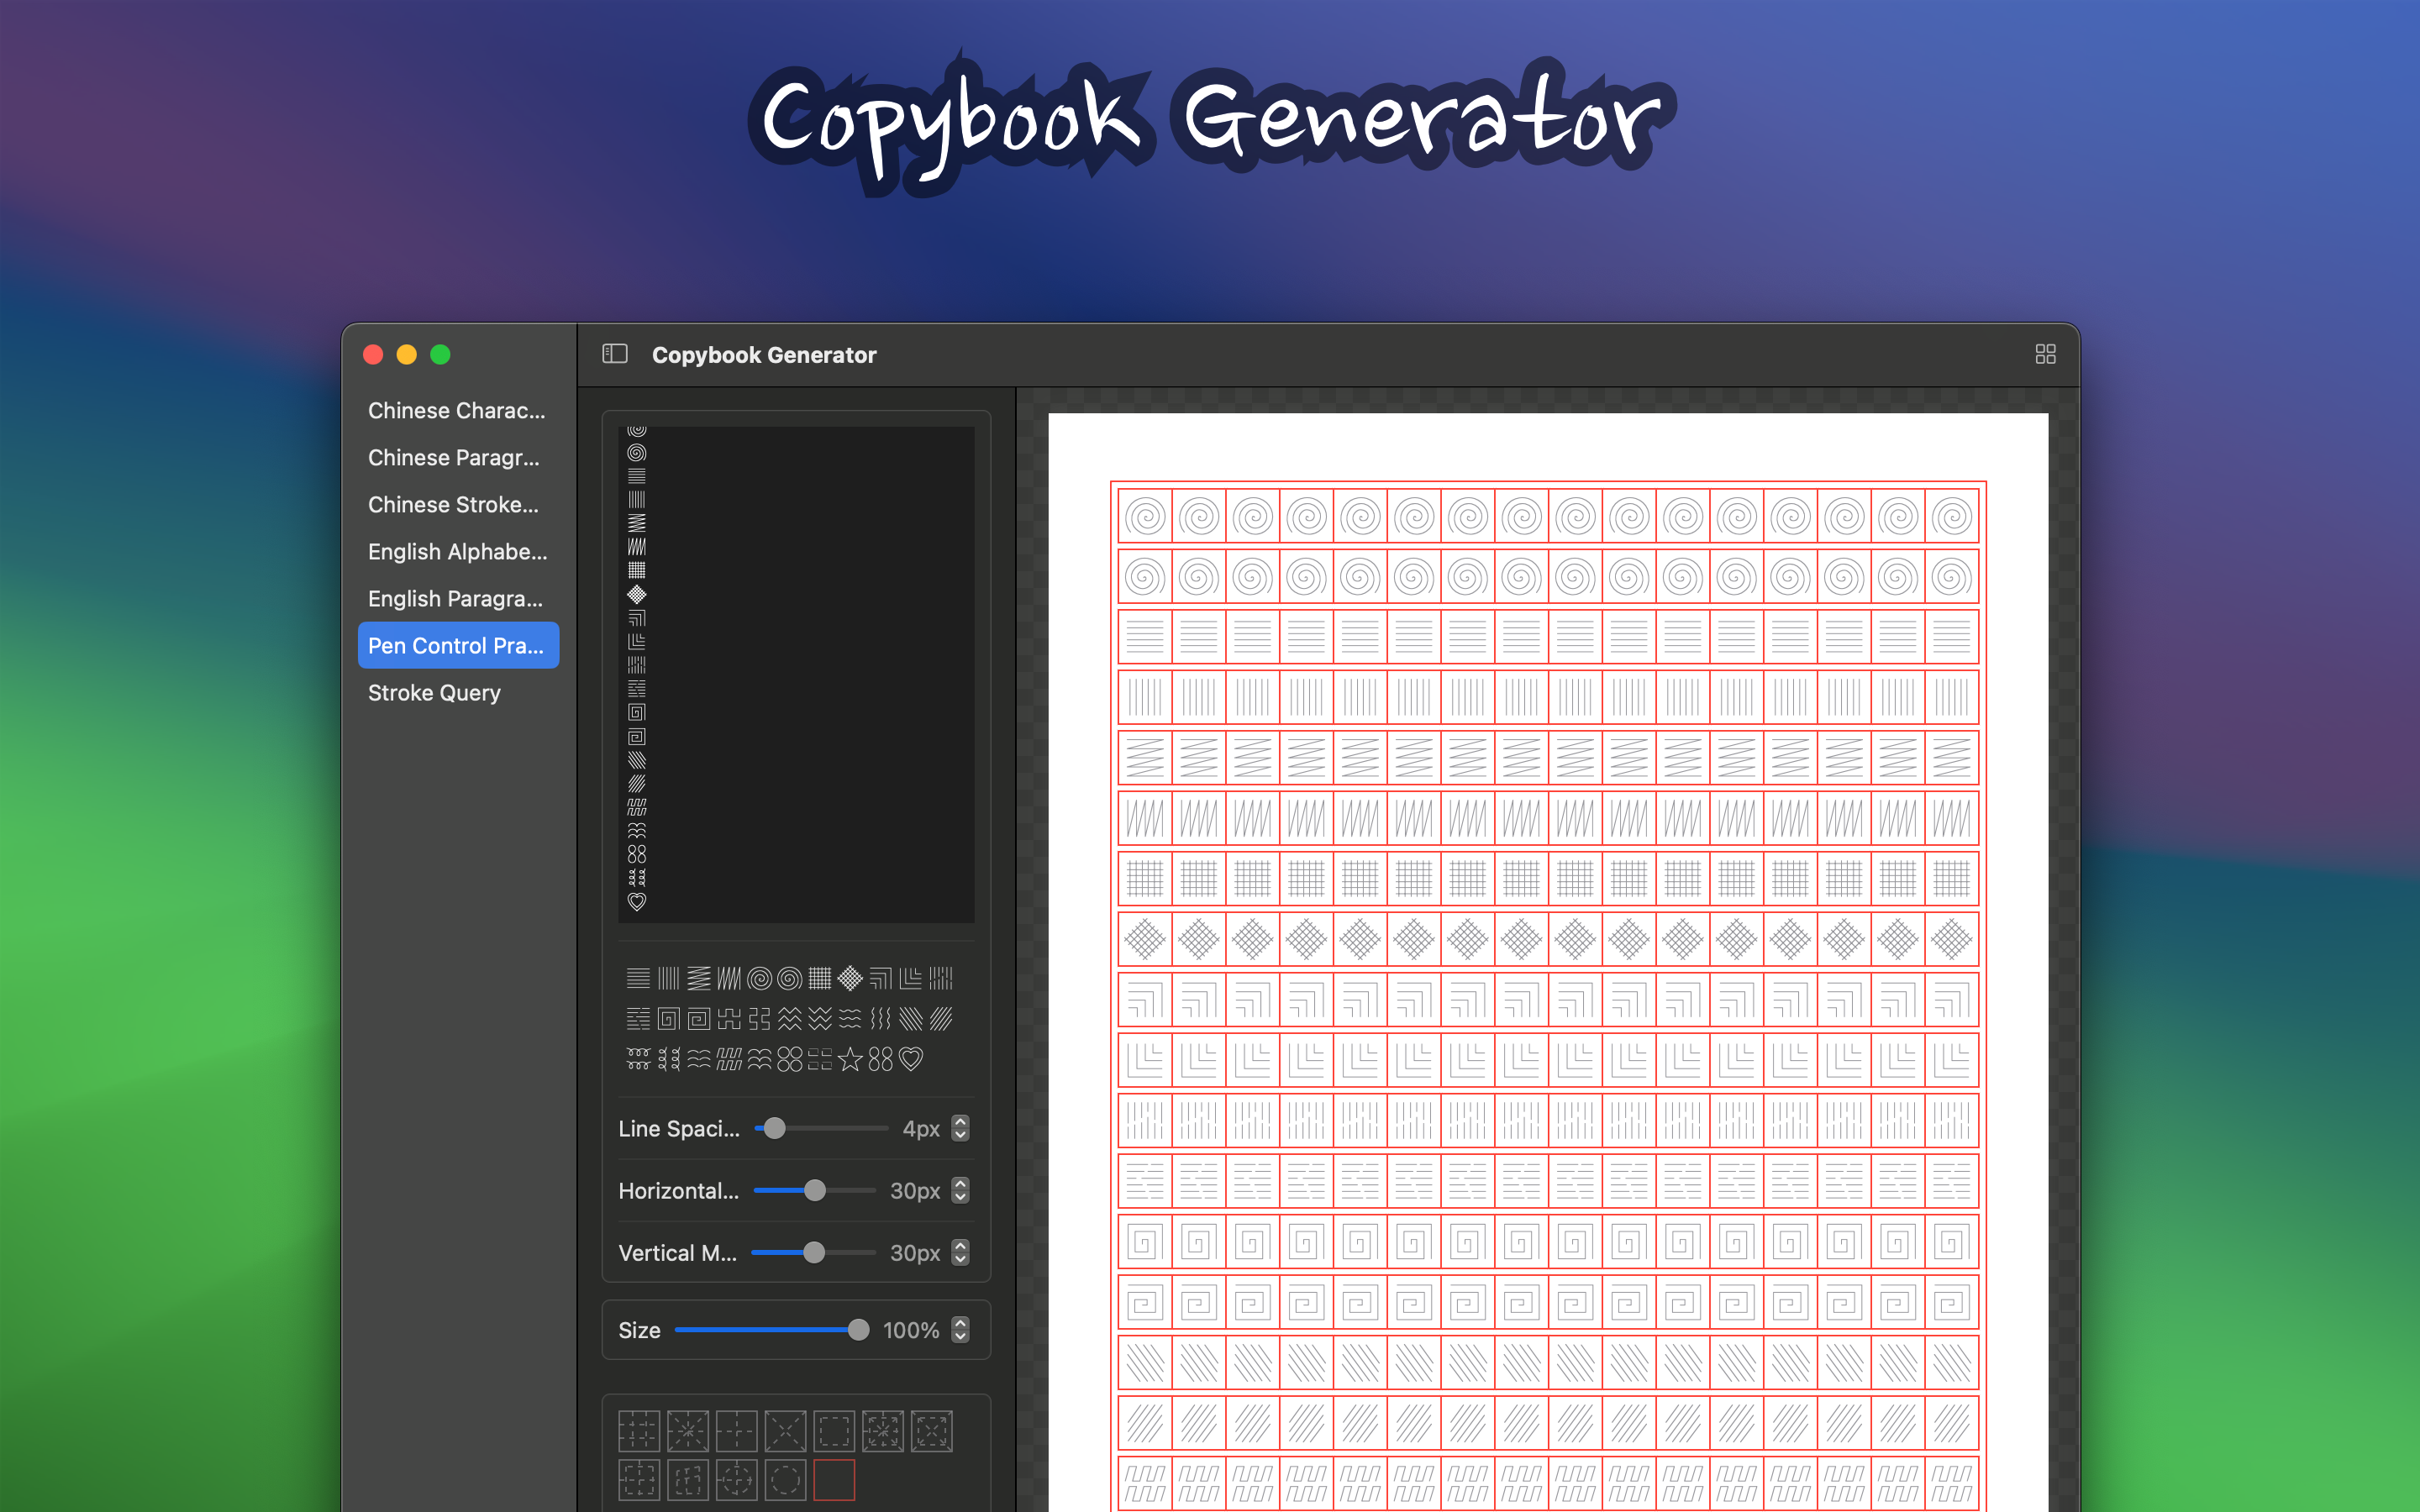 Copybook Generator
Copybook Generator
Chinese Charac...
Chinese Paragr...
Chinese Stroke...
English Alphabe...
English Paragra...
Pen Control Pra...
Stroke Query
Line Spaci... 4px
Horizontal... 30px
Vertical M... 30px
Size 100%